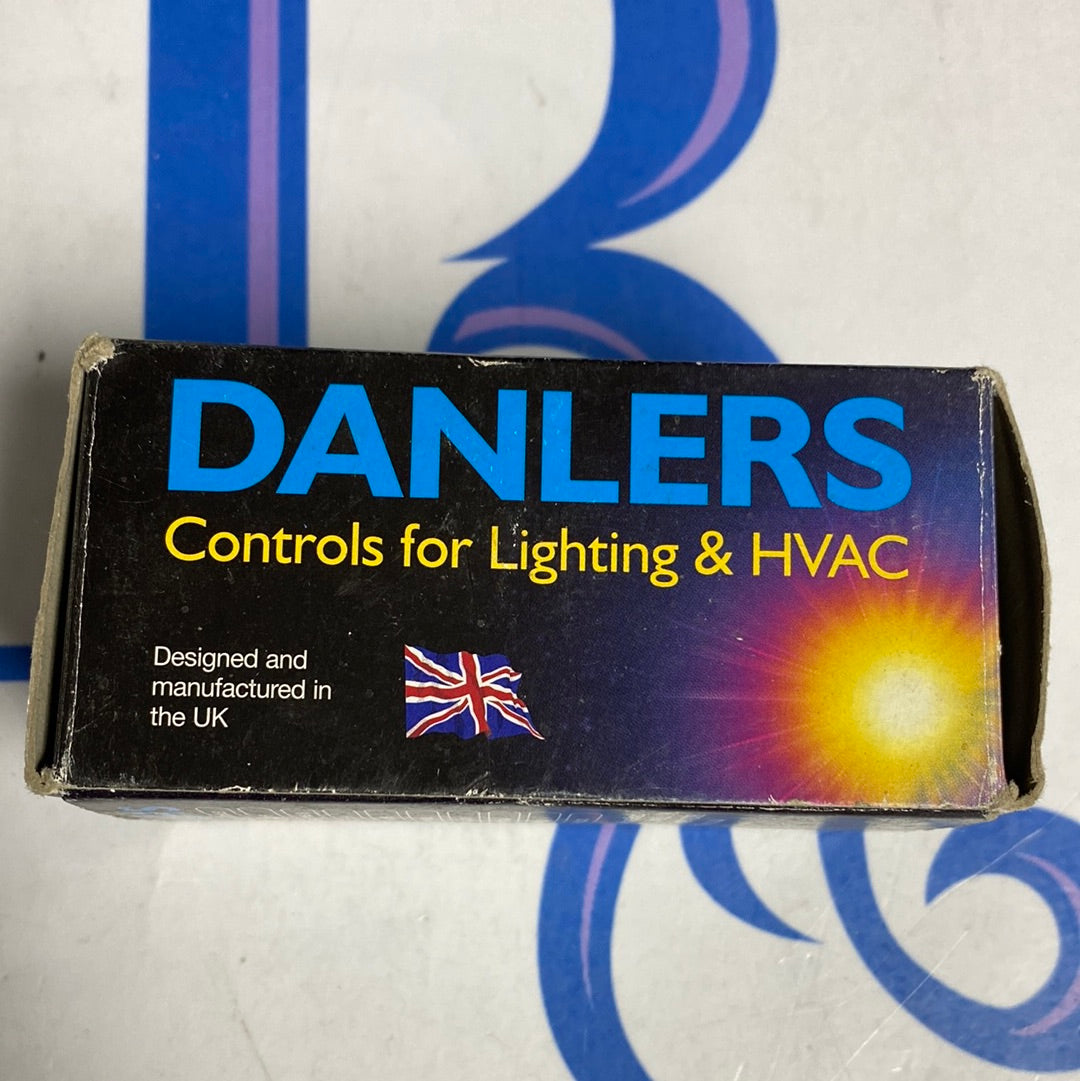 DANLERS
Controls for Lighting & HVAC
Designed and
manufactured in
the UK